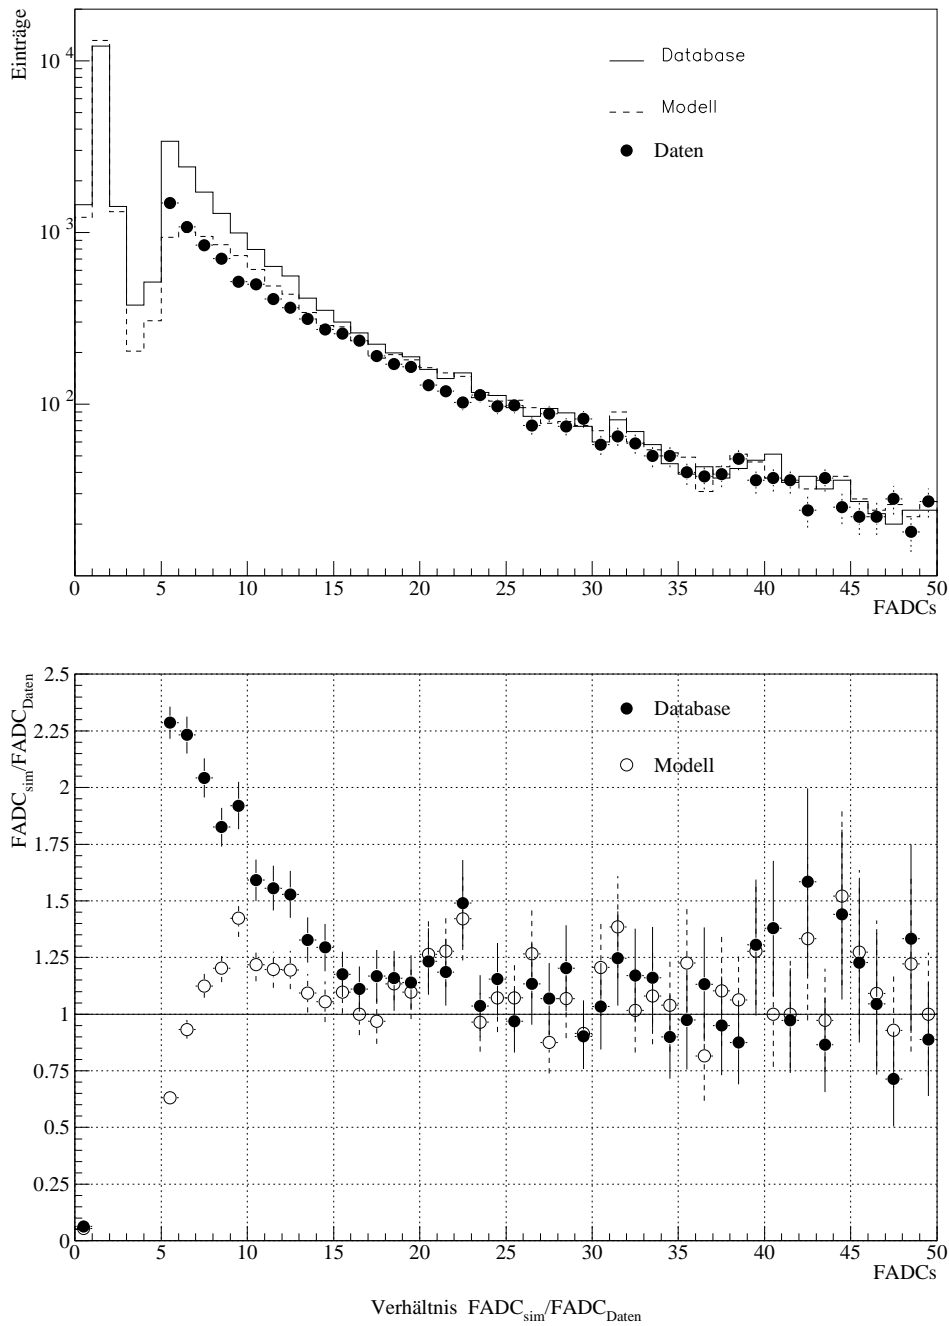 Einträge
10^4
10^3
10^2
Database
Modell
Daten
0 5 10 15 20 25 30 35 40 45 50
FADCs
FADC_sim/FADC_Daten
2.5
2.25
2
1.75
1.5
1.25
1
0.75
0.5
0.25
0
Database
Modell
0 5 10 15 20 25 30 35 40 45 50
FADCs
Verhältnis FADC_sim/FADC_Daten